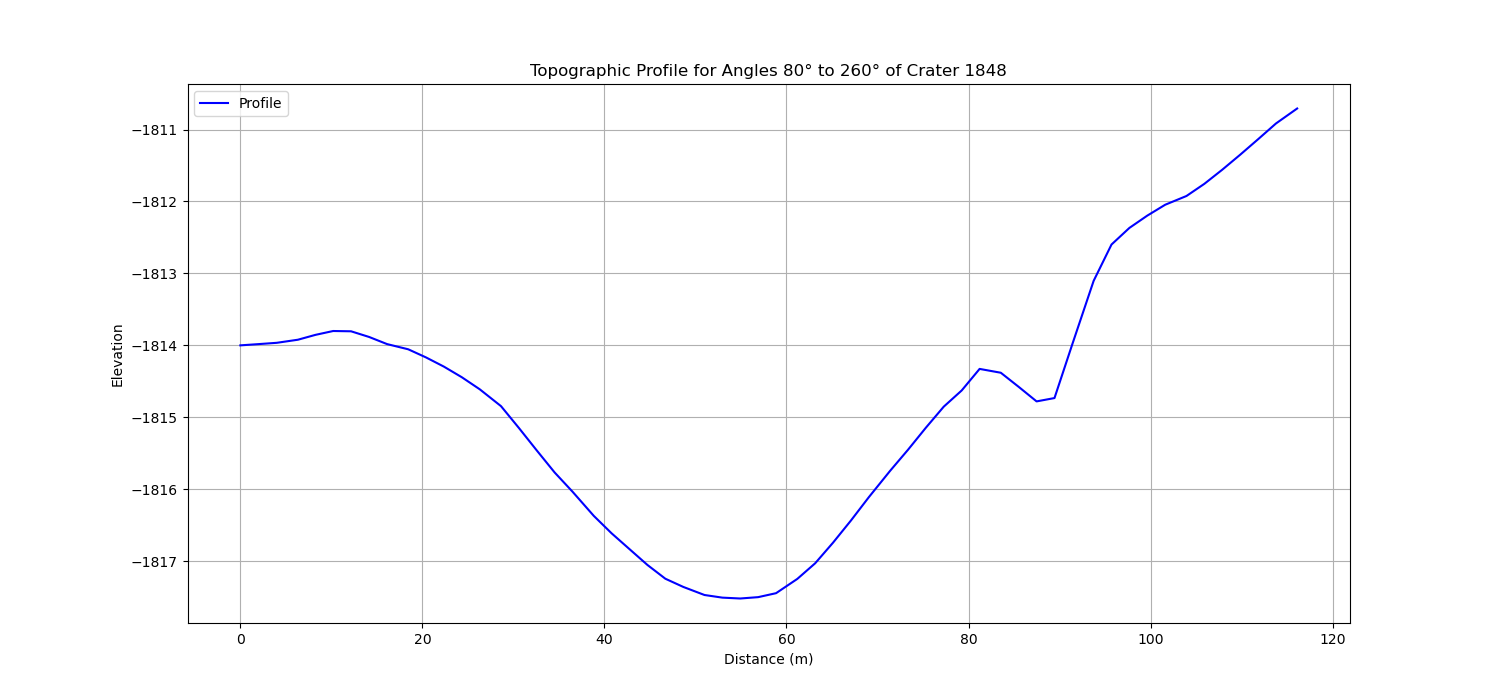 Topographic Profile for Angles 80° to 260° of Crater 1848
Profile
−1811
−1812
−1813
−1814
−1815
−1816
−1817
Elevation
0 20 40 60 80 100 120
Distance (m)